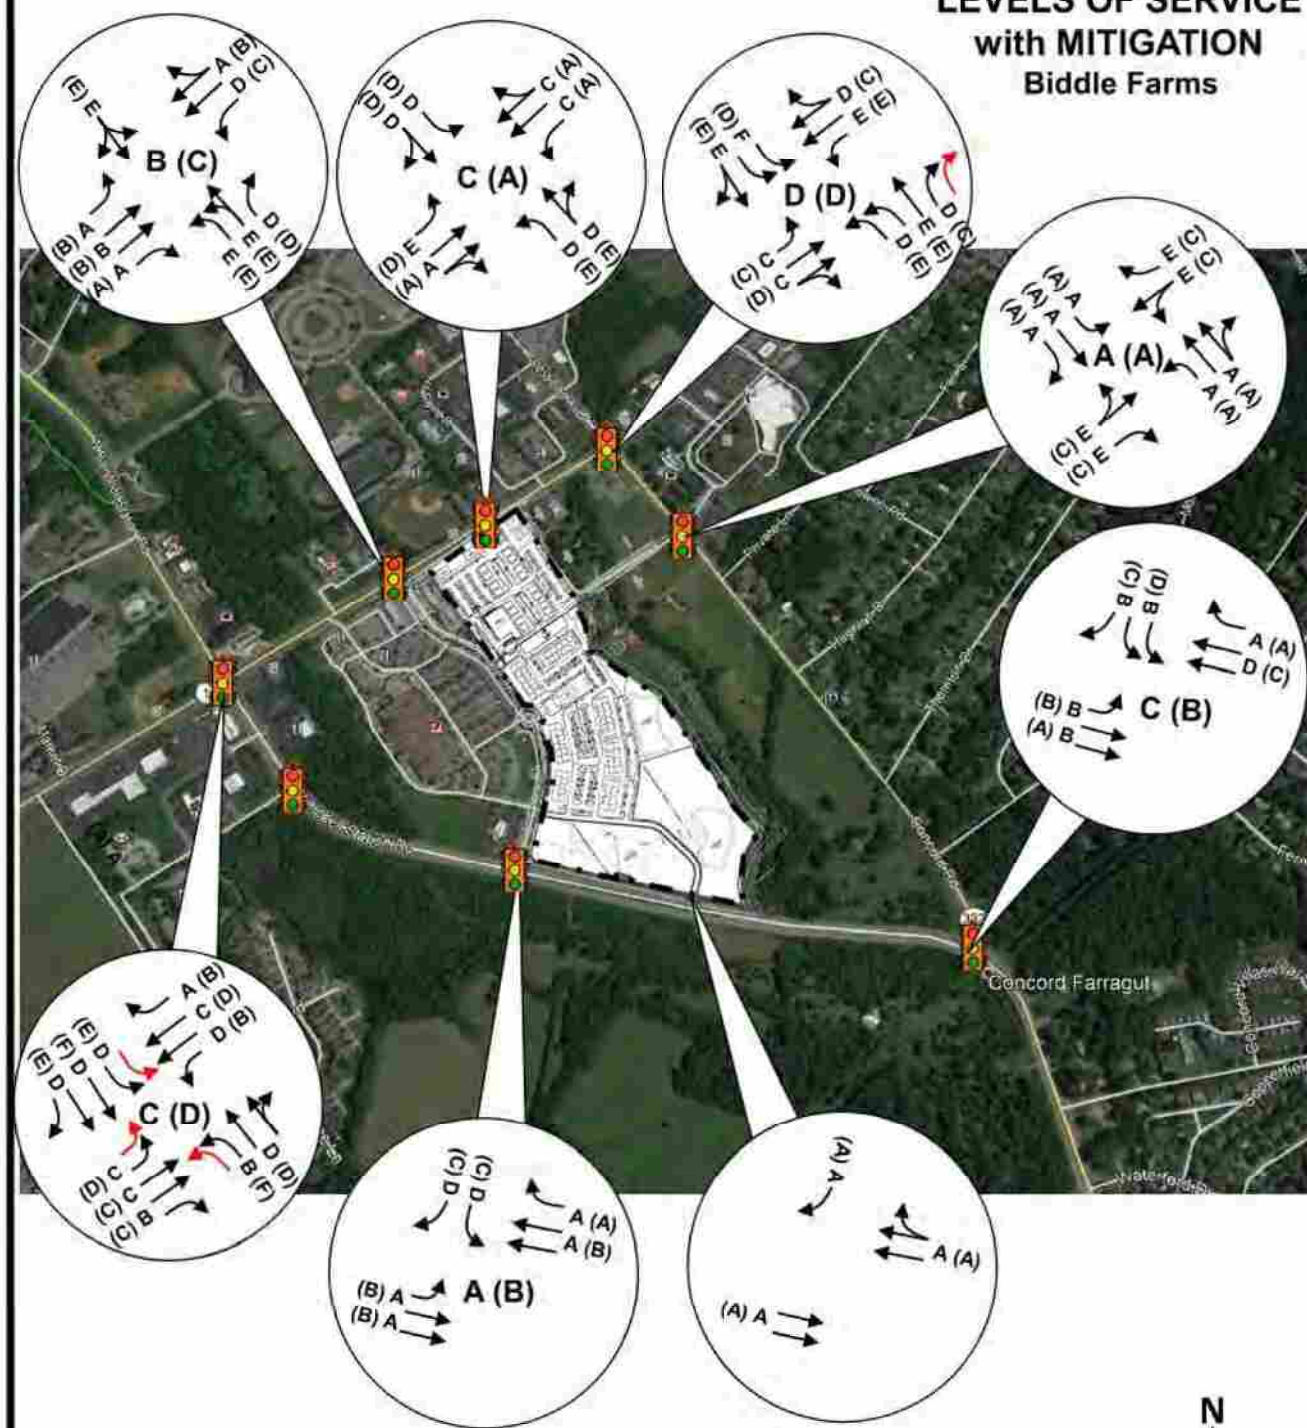 LEVELS OF SERVICE
with MITIGATION
Biddle Farms
A (B)
D (C)
(E) E
B (C)
(B) A
(B) B
(A) A
D (D)
E (E)
E (E)
C (A)
C (A)
(D) D
(D) D
C (A)
(D) E
(A) A
D (E)
D (E)
D (C)
E (E)
(D) F
(E) E
D (D)
(C) C
(D) C
D (C)
E (E)
D (E)
E (C)
E (C)
(A) A
(A) A
(A) A
A (A)
A (A)
A (A)
(C) E
(C) E
(D) B
(C) B
A (A)
D (C)
(B) B
(A) B
C (B)
Concord Farragut
A (B)
C (D)
D (B)
(E) D
(F) D
(E) D
C (D)
(D) C
(C) C
(C) B
D (D)
B (F)
(C) D
(C) D
A (A)
A (B)
(B) A
(B) A
A (B)
(A) A
A (A)
(A) A
N